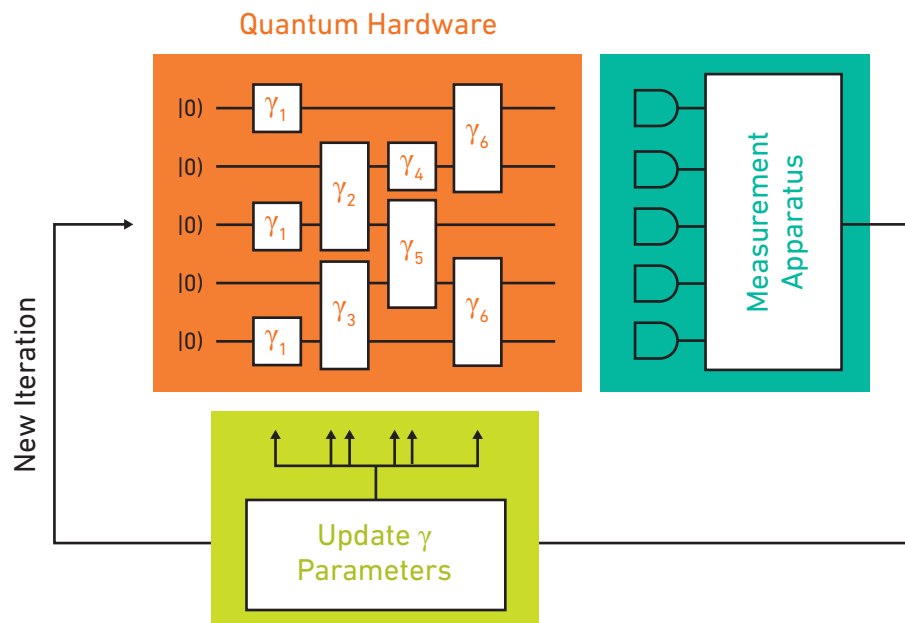 Quantum Hardware
|0⟩ γ₁ γ₆
|0⟩ γ₂ γ₄
|0⟩ γ₁ γ₅
|0⟩ γ₃ γ₆
|0⟩ γ₁
Measurement
Apparatus
New Iteration
Update γ
Parameters